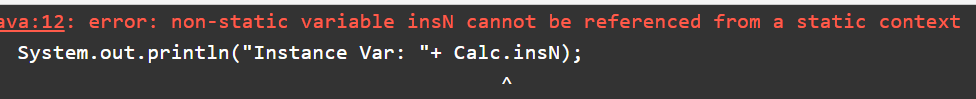 ava:12: error: non-static variable insN cannot be referenced from a static context
System.out.println("Instance Var: "+ Calc.insN);
^